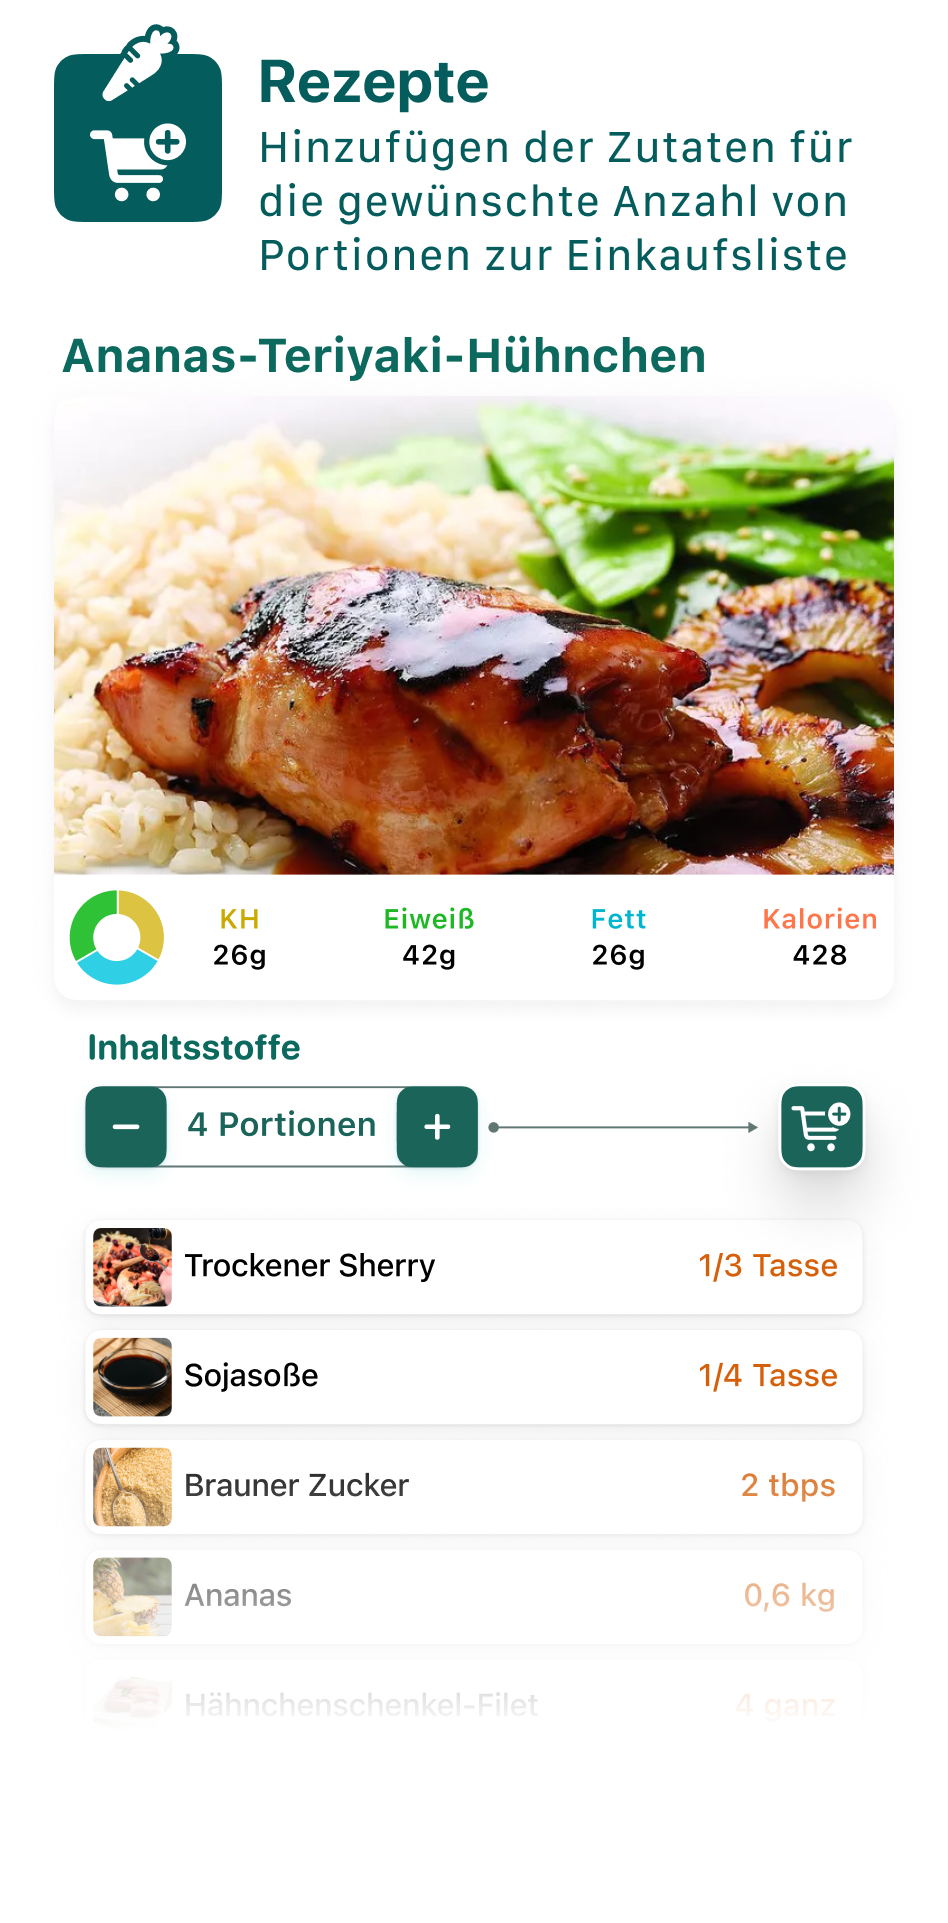 Rezepte
Hinzufügen der Zutaten für
die gewünschte Anzahl von
Portionen zur Einkaufsliste
Ananas-Teriyaki-Hühnchen
KH Eiweiß Fett Kalorien
26g 42g 26g 428
Inhaltsstoffe
4 Portionen
Trockener Sherry 1/3 Tasse
Sojasoße 1/4 Tasse
Brauner Zucker 2 tbps
Ananas 0,6 kg
Hähnchenschenkel-Filet 4 ganz